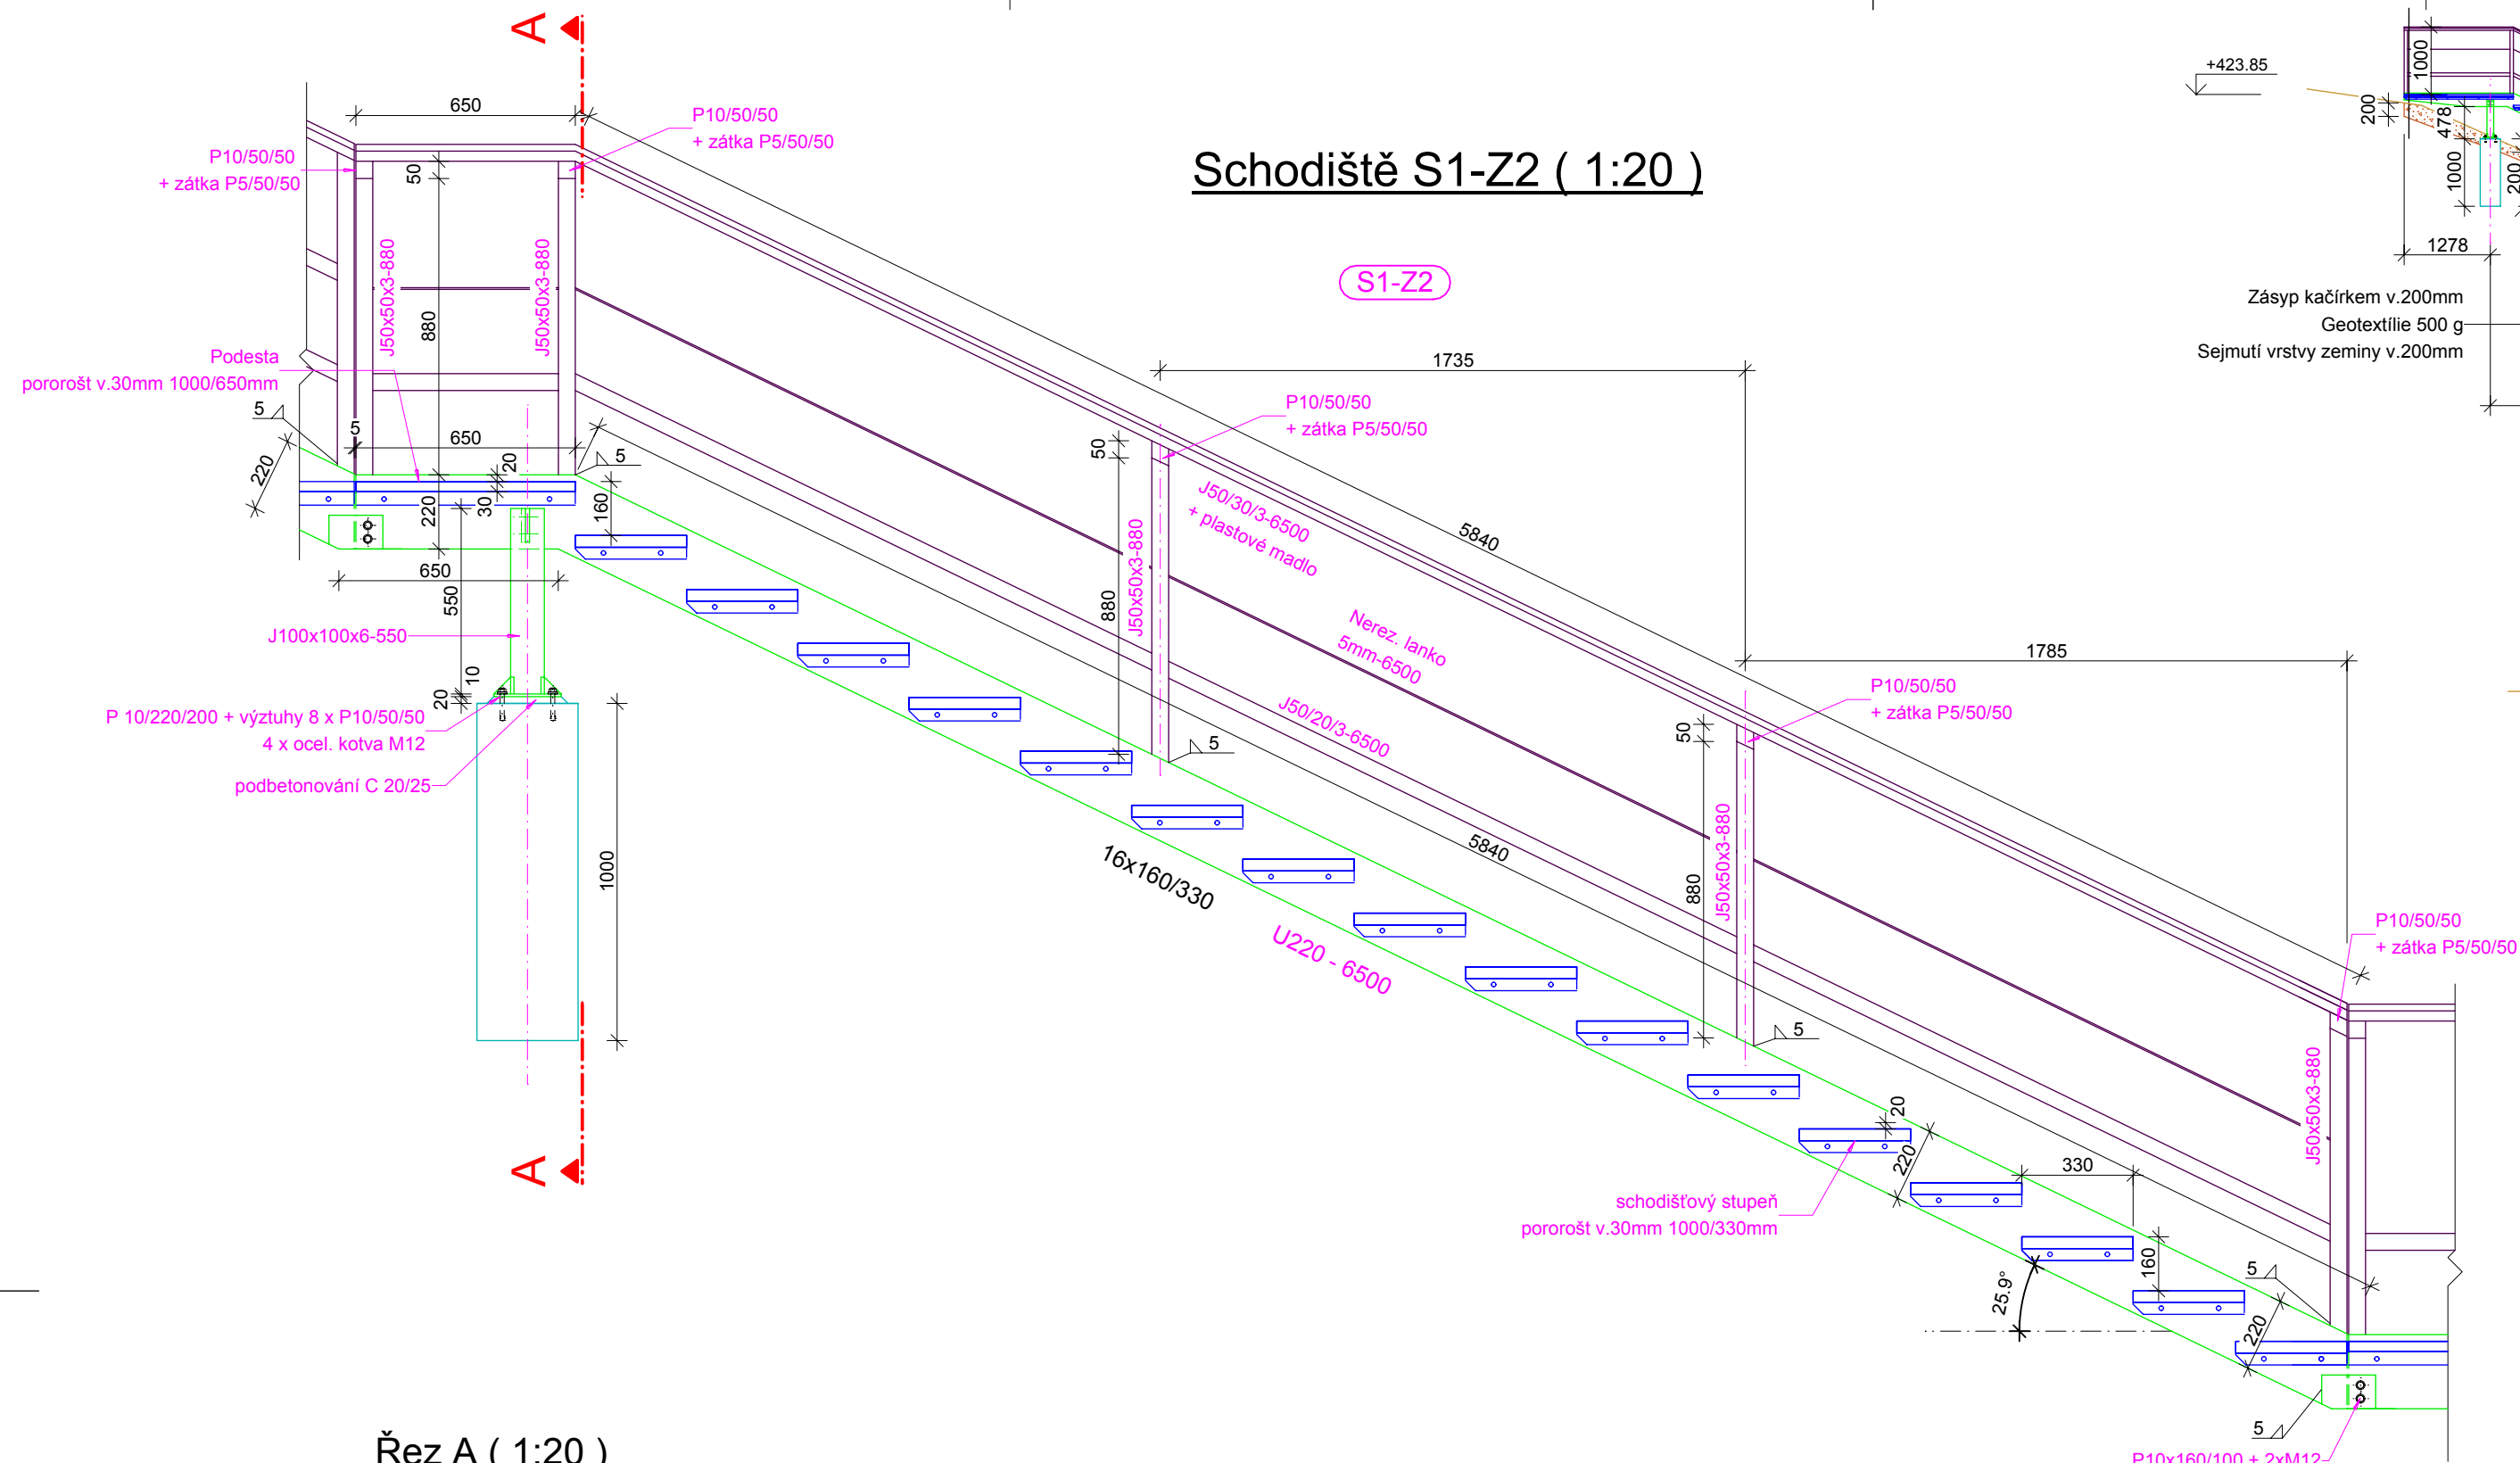 A
650
P10/50/50
+ zátka P5/50/50
P10/50/50
+ zátka P5/50/50
50
Schodiště S1-Z2 ( 1:20 )
S1-Z2
+423.85
1000
200
478
1000
200
1278
Zásyp kačírkem v.200mm
Geotextílie 500 g
Sejmutí vrstvy zeminy v.200mm
J50x50x3-880
J50x50x3-880
880
Podesta
pororošt v.30mm 1000/650mm
5
5
650
220
20
5
30
220
160
650
550
J100x100x6-550
10
20
P 10/220/200 + výztuhy 8 x P10/50/50
4 x ocel. kotva M12
podbetonování C 20/25
1000
A
1735
P10/50/50
+ zátka P5/50/50
50
J50/30/3-6500
+ plastové madlo
5840
880
J50x50x3-880
Nerez. lanko
5mm-6500
J50/20/3-6500
5
1785
P10/50/50
+ zátka P5/50/50
50
5840
16x160/330
U220 - 6500
880
J50x50x3-880
5
P10/50/50
+ zátka P5/50/50
J50x50x3-880
20
220
330
schodišťový stupeň
pororošt v.30mm 1000/330mm
160
25.9°
5
220
5
P10x160/100 + 2xM12
Řez A ( 1:20 )